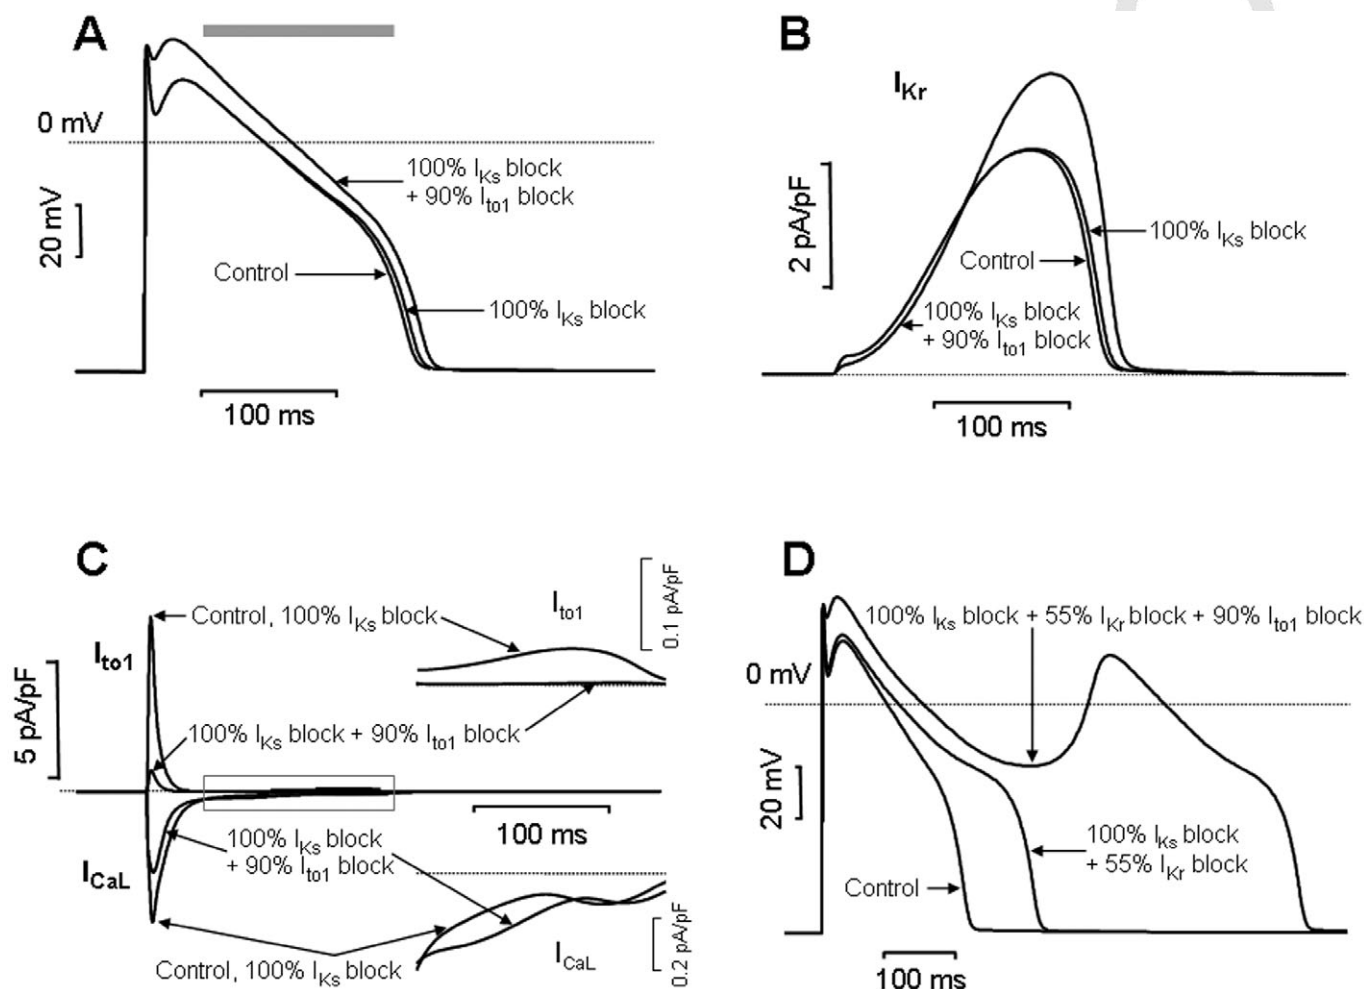 A
0 mV
20 mV
100% IKs block
+ 90% Ito1 block
Control
100% IKs block
100 ms
B
IKr
2 pA/pF
100% IKs block
Control
100% IKs block
+ 90% Ito1 block
100 ms
C
Control, 100% IKs block
Ito1
0.1 pA/pF
Ito1
5 pA/pF
100% IKs block + 90% Ito1 block
100 ms
100% IKs block
+ 90% Ito1 block
ICaL
ICaL
0.2 pA/pF
Control, 100% IKs block
D
100% IKs block + 55% IKr block + 90% Ito1 block
0 mV
20 mV
100% IKs block
+ 55% IKr block
Control
100 ms